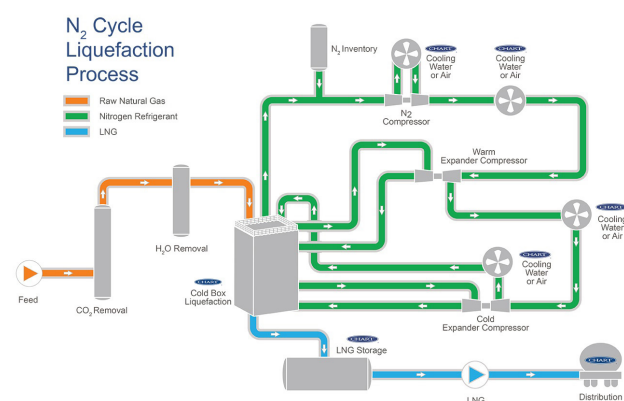 N₂ Cycle
Liquefaction
Process
Raw Natural Gas
Nitrogen Refrigerant
LNG
N₂ Inventory
CHART
Cooling
Water
or Air
CHART
Cooling
Water
or Air
N2
Compressor
Warm
Expander Compressor
CHART
Cooling
Water
or Air
CHART
Cooling
Water
or Air
Cold
Expander Compressor
H₂O Removal
CHART
Cold Box
Liquefaction
Feed
CO₂ Removal
CHART
LNG Storage
CHART
LNG
Distribution